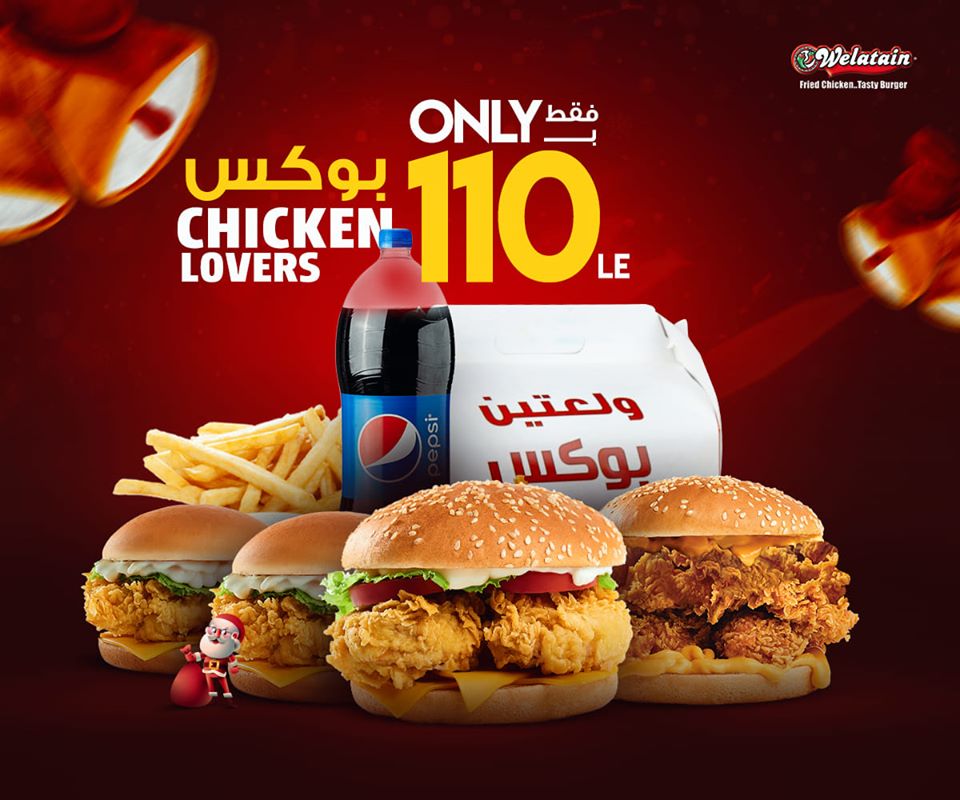 Welatain
Fried Chicken..Tasty Burger
ONLY فقط
بـ
110 LE
بوكس
CHICKEN
LOVERS
pepsi
ولعتين
بوكس